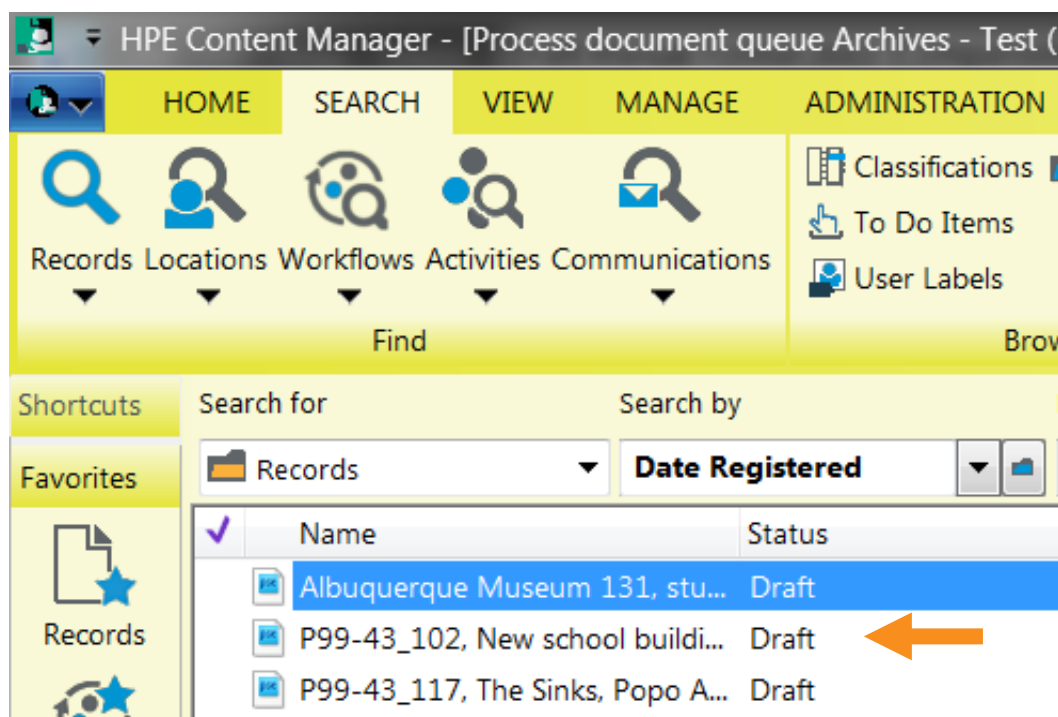 HPE Content Manager - [Process document queue Archives - Test (
HOME SEARCH VIEW MANAGE ADMINISTRATION
Classifications
To Do Items
User Labels
Records Locations Workflows Activities Communications
Find
Brow
Shortcuts
Search for Search by
Favorites
Records Date Registered
Name Status
Albuquerque Museum 131, stu... Draft
Records
P99-43_102, New school buildi... Draft
P99-43_117, The Sinks, Popo A... Draft